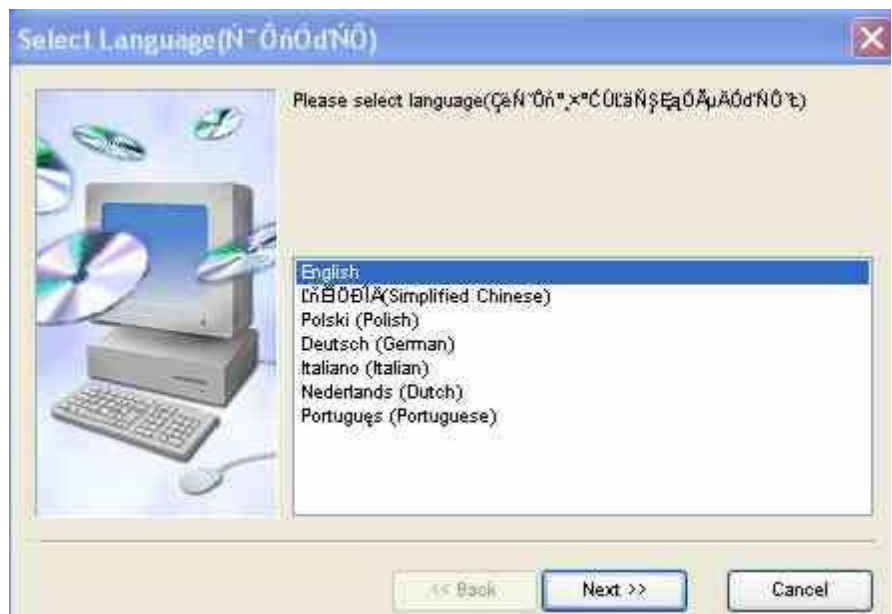 Select Language(Ń¨ÔńÓďŃÔ)
Please select language(
English
(Simplified Chinese)
Polski (Polish)
Deutsch (German)
Italiano (Italian)
Nederlands (Dutch)
Portuguęs (Portuguese)
<< Back
Next >>
Cancel